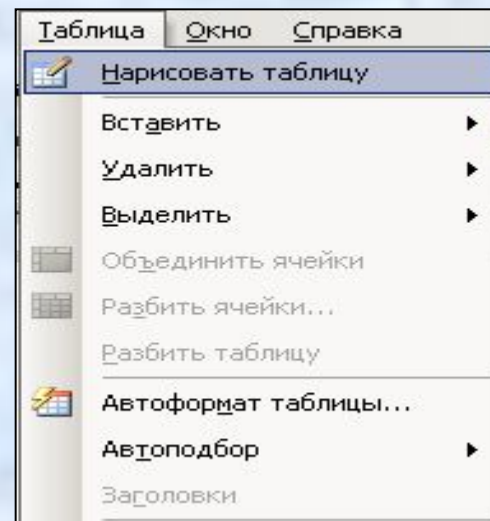 Таблица Окно Справка
Нарисовать таблицу
Вставить
Удалить
Выделить
Объединить ячейки
Разбить ячейки...
Разбить таблицу
Автоформат таблицы...
Автоподбор
Заголовки